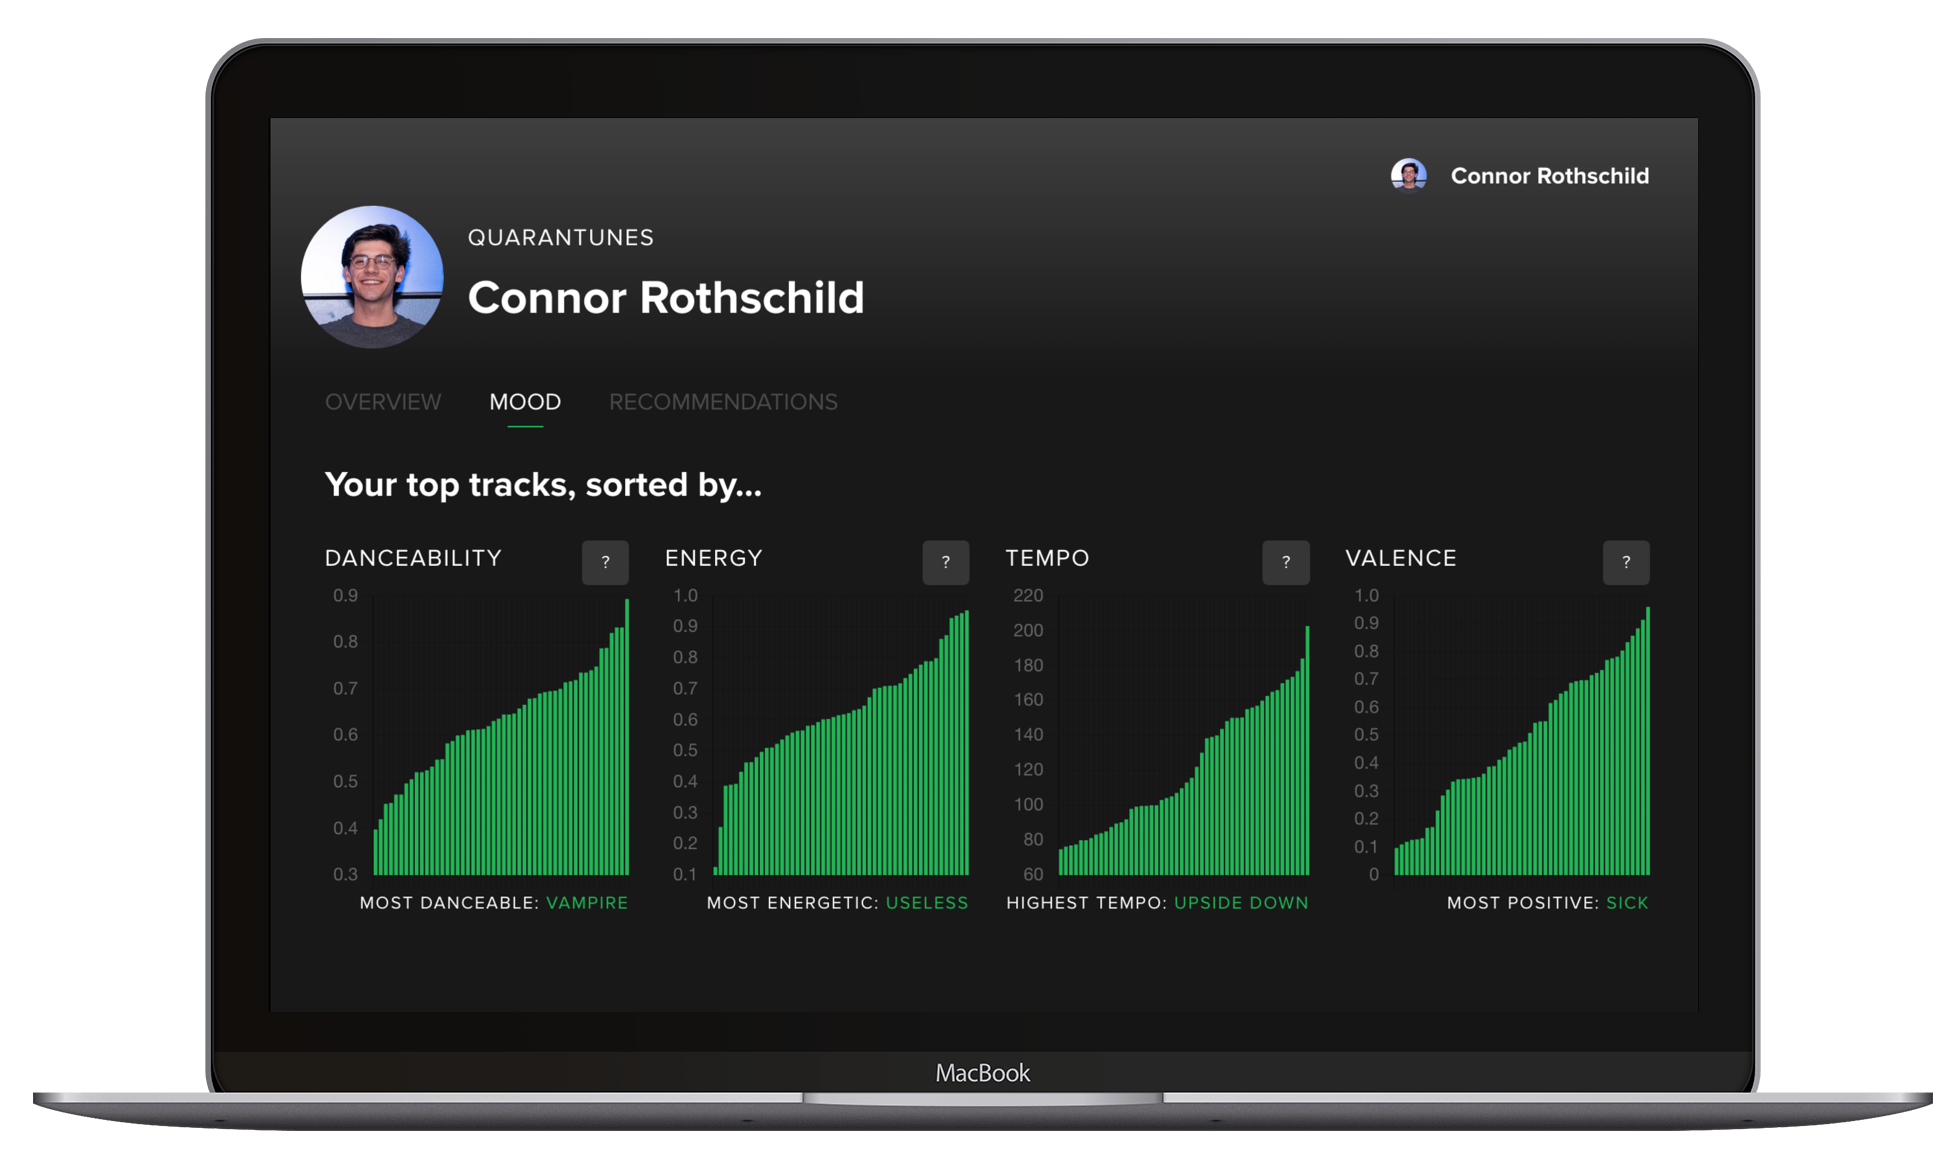 Connor Rothschild
QUARANTUNES
Connor Rothschild
OVERVIEW MOOD RECOMMENDATIONS
Your top tracks, sorted by...
DANCEABILITY ?
0.9
0.8
0.7
0.6
0.5
0.4
0.3
MOST DANCEABLE: VAMPIRE
ENERGY ?
1.0
0.9
0.8
0.7
0.6
0.5
0.4
0.3
0.2
0.1
MOST ENERGETIC: USELESS
TEMPO ?
220
200
180
160
140
120
100
80
60
HIGHEST TEMPO: UPSIDE DOWN
VALENCE ?
1.0
0.9
0.8
0.7
0.6
0.5
0.4
0.3
0.2
0.1
0
MOST POSITIVE: SICK
MacBook